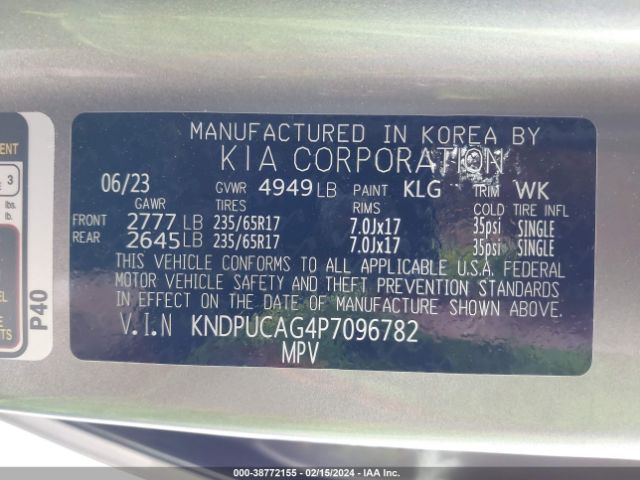 MANUFACTURED IN KOREA BY
KIA CORPORATION
06/23 GVWR 4949 LB PAINT KLG TRIM WK
GAWR TIRES RIMS COLD TIRE INFL
FRONT 2777 LB 235/65R17 7.0Jx17 35psi SINGLE
REAR 2645 LB 235/65R17 7.0Jx17 35psi SINGLE
THIS VEHICLE CONFORMS TO ALL APPLICABLE U.S.A. FEDERAL
MOTOR VEHICLE SAFETY AND THEFT PREVENTION STANDARDS
IN EFFECT ON THE DATE OF MANUFACTURE SHOWN ABOVE.
V.I.N KNDPUCAG4P7096782
MPV
3
lbs.
lb.
P40
000-38772155 - 02/15/2024 - IAA Inc.